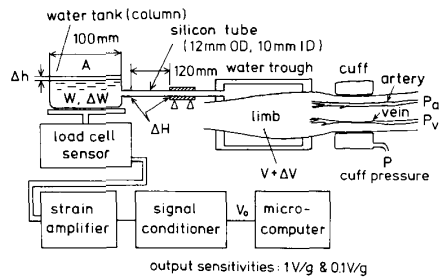 water tank (column)
100mm
silicon tube
(12mm OD, 10mm ID)
A
Δh
120mm
water trough
cuff
W, ΔW
artery
Pa
limb
vein
Pv
ΔH
load cell
sensor
V+ΔV
P
cuff pressure
strain
amplifier
signal
conditioner
Vo
micro-
computer
output sensitivities : 1V/g & 0.1V/g